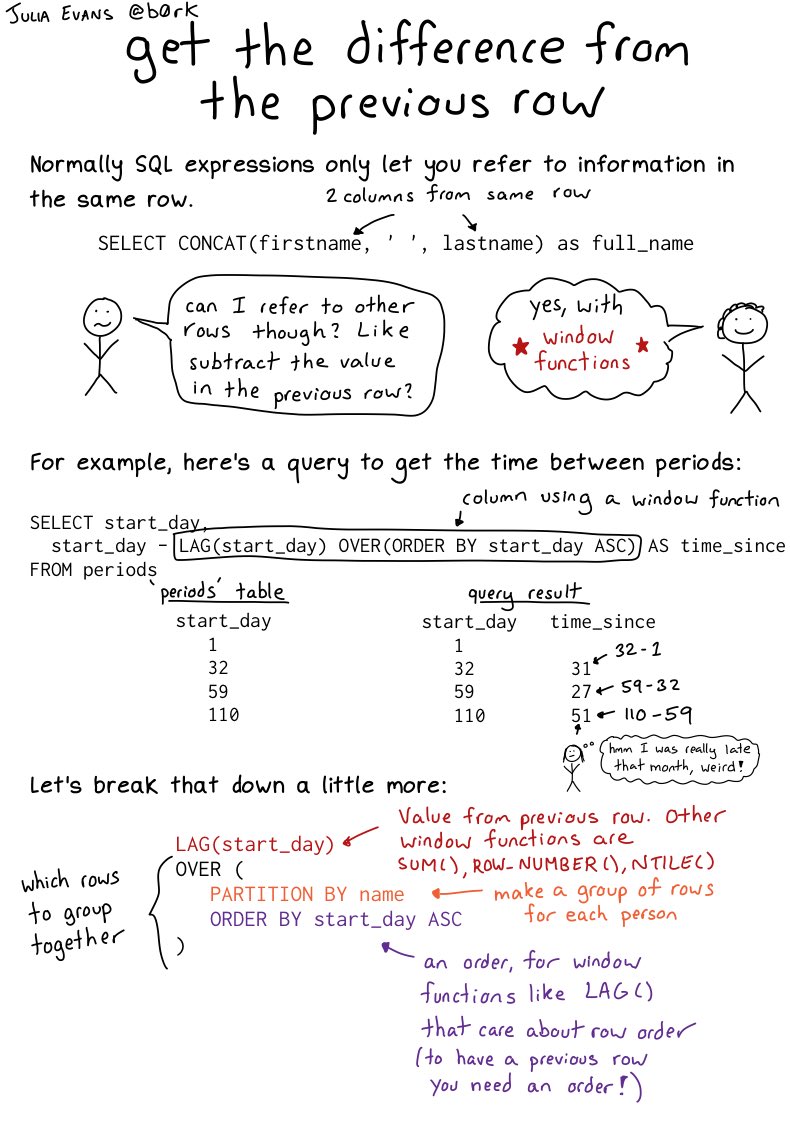 JULIA EVANS @b0rk
get the difference from
the previous row
Normally SQL expressions only let you refer to information in
the same row.
2 columns from same row
SELECT CONCAT(firstname, ' ', lastname) as full_name
can I refer to other
rows though? Like
subtract the value
in the previous row?
yes, with
★ window ★
functions
For example, here's a query to get the time between periods:
column using a window function
SELECT start_day,
start_day - LAG(start_day) OVER(ORDER BY start_day ASC) AS time_since
FROM periods
'periods' table
start_day
1
32
59
110
query result
start_day time_since
1
32 31 32-1
59 27 59-32
110 51 110-59
hmm I was really late
that month, weird!
Let's break that down a little more:
which rows
to group
together
LAG(start_day)
OVER (
PARTITION BY name
ORDER BY start_day ASC
)
Value from previous row. Other
window functions are
SUM(), ROW_NUMBER(), NTILE()
make a group of rows
for each person
an order, for window
functions like LAG()
that care about row order
(to have a previous row
you need an order!)